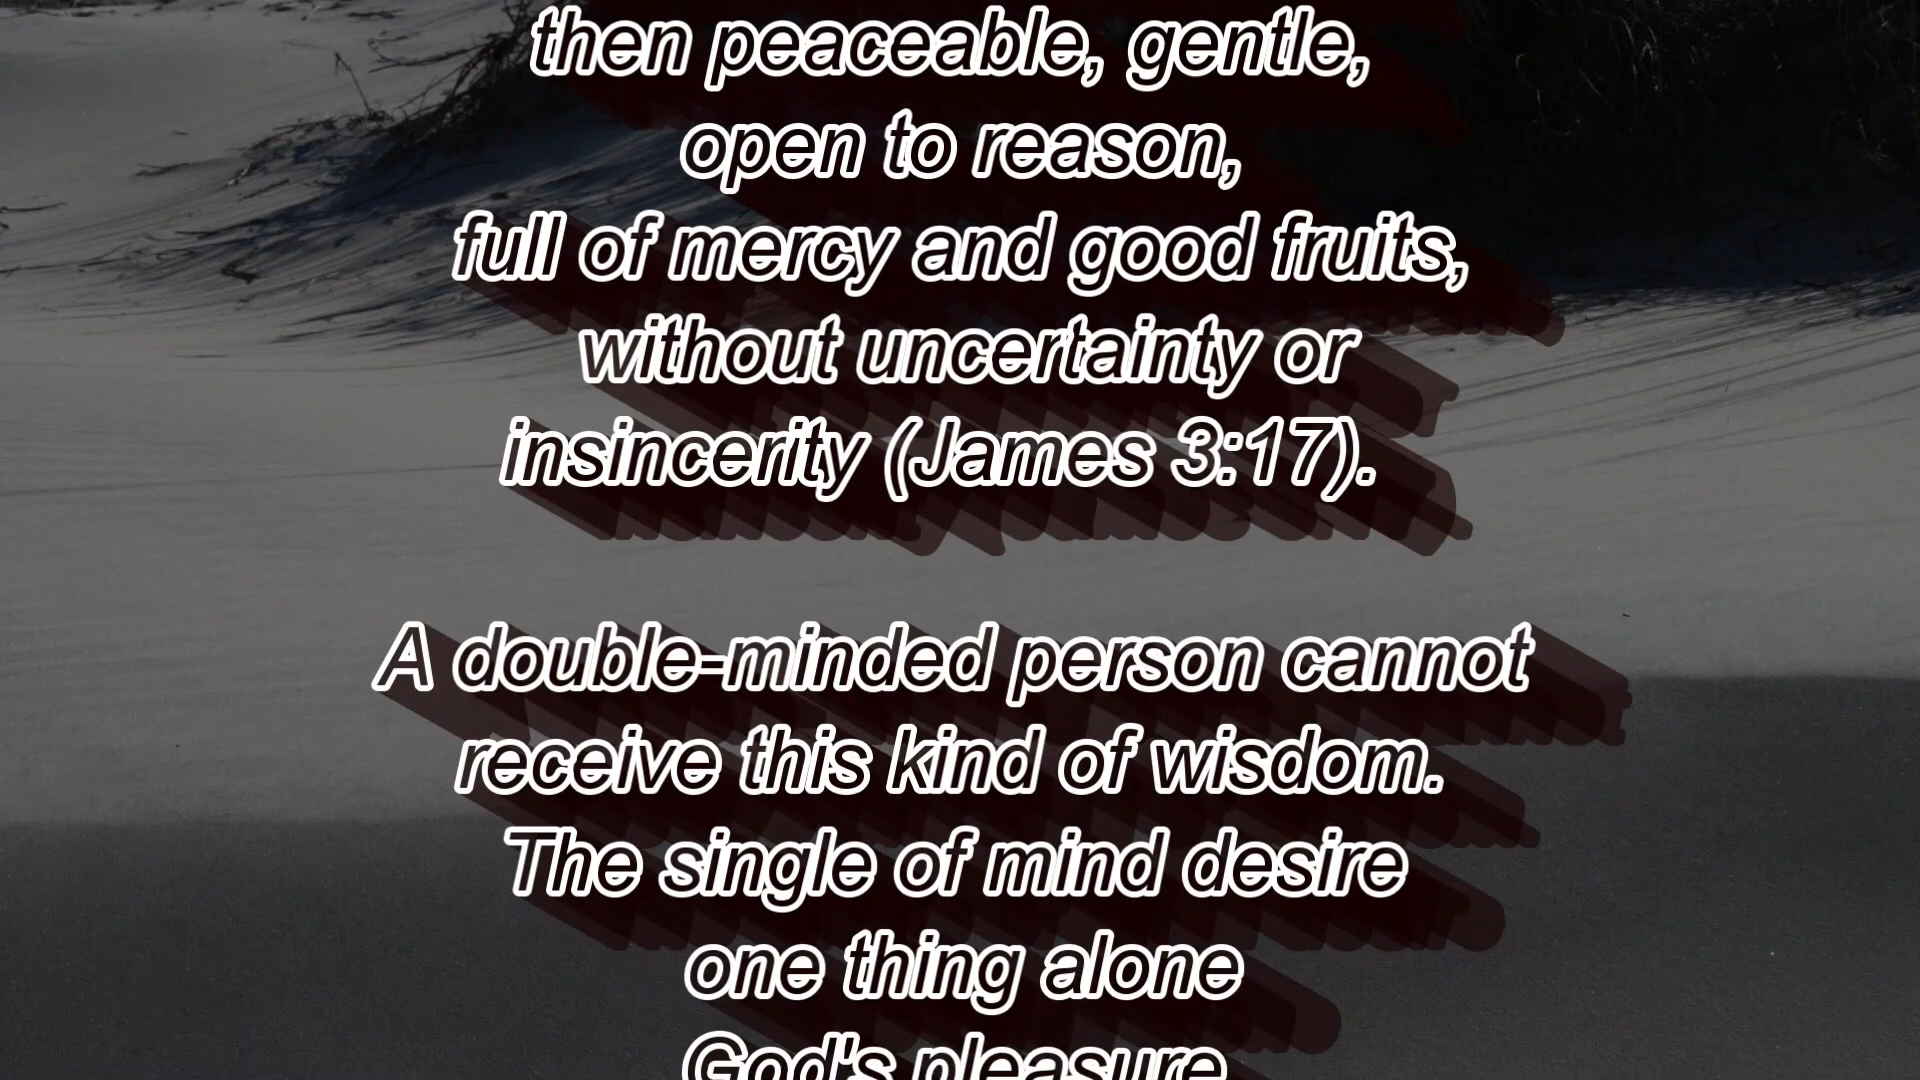 then peaceable, gentle,
open to reason,
full of mercy and good fruits,
without uncertainty or
insincerity (James 3:17).
A double-minded person cannot
receive this kind of wisdom.
The single of mind desire
one thing alone
God's pleasure